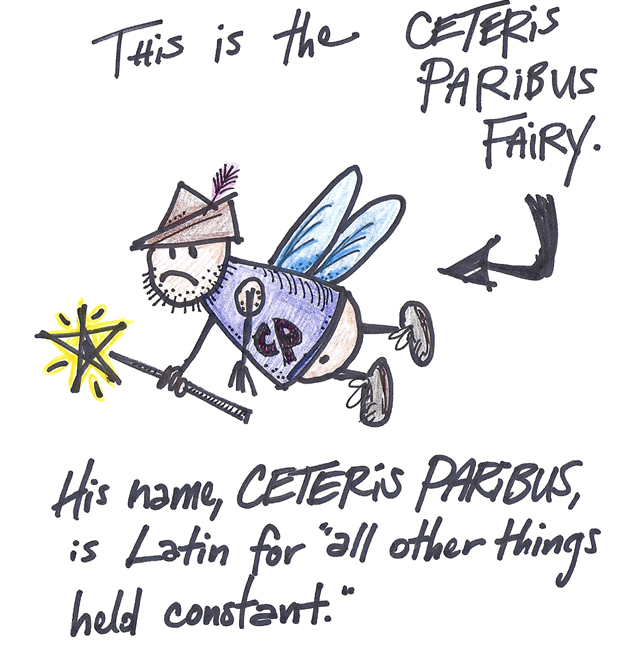 This is the CETERIS
PARIBUS
FAIRY.
CP
His name, CETERIS PARIBUS,
is Latin for "all other things
held constant."